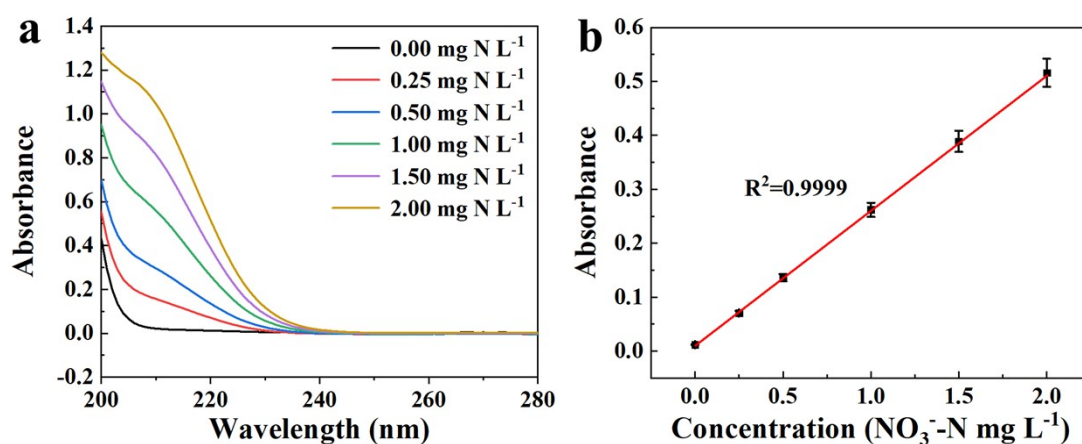 a
1.4
1.2
1.0
0.8
0.6
0.4
0.2
0.0
-0.2
Absorbance
0.00 mg N L⁻¹
0.25 mg N L⁻¹
0.50 mg N L⁻¹
1.00 mg N L⁻¹
1.50 mg N L⁻¹
2.00 mg N L⁻¹
200 220 240 260 280
Wavelength (nm)
b
0.6
0.5
0.4
0.3
0.2
0.1
0.0
Absorbance
R²=0.9999
0.0 0.5 1.0 1.5 2.0
Concentration (NO₃⁻-N mg L⁻¹)